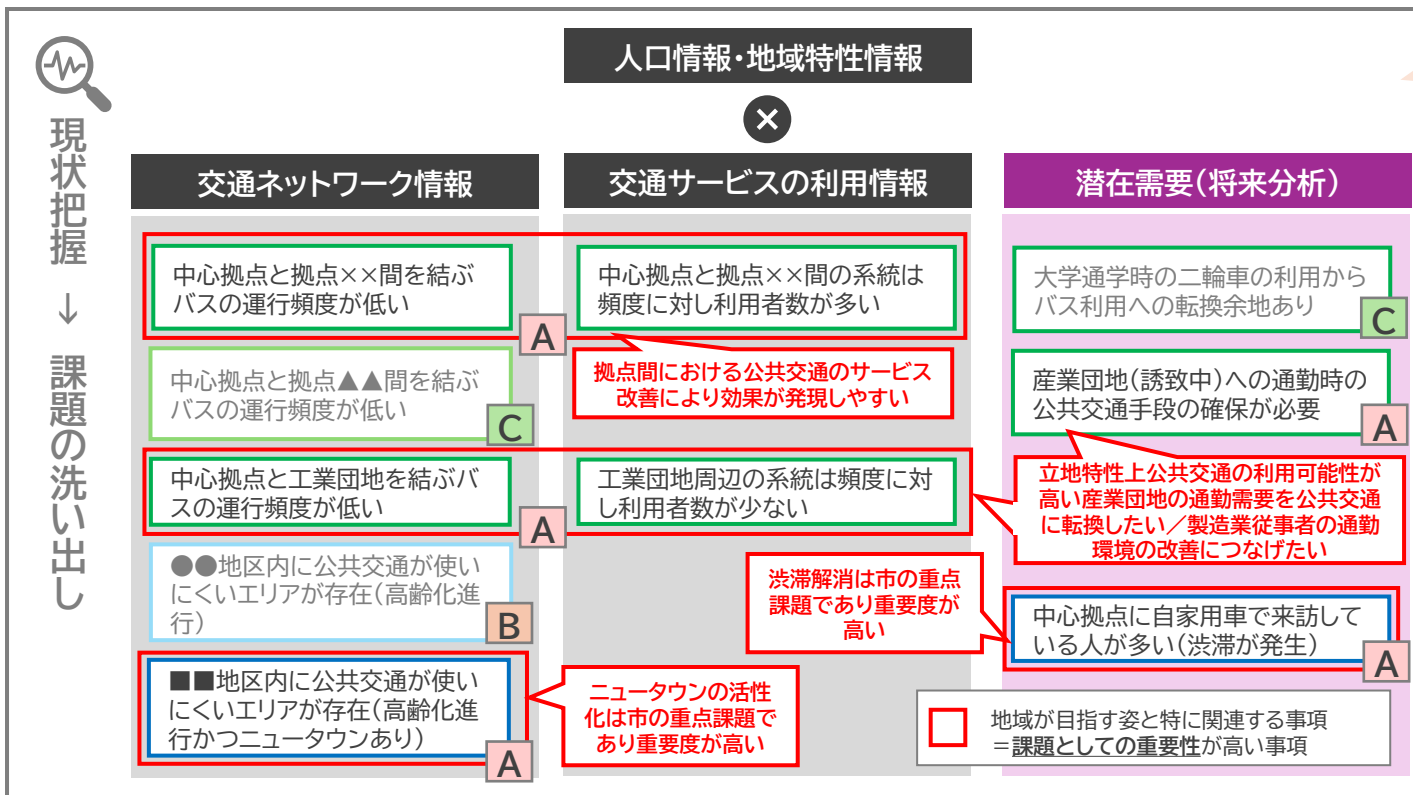 現状把握 → 課題の洗い出し
人口情報・地域特性情報
×
交通ネットワーク情報
中心拠点と拠点××間を結ぶ
バスの運行頻度が低い
A
中心拠点と拠点▲▲間を結ぶ
バスの運行頻度が低い
C
中心拠点と工業団地を結ぶバ
スの運行頻度が低い
A
●●地区内に公共交通が使い
にくいエリアが存在(高齢化進
行)
B
■■地区内に公共交通が使い
にくいエリアが存在(高齢化進
行かつニュータウンあり)
A
ニュータウンの活性
化は市の重点課題で
あり重要度が高い
交通サービスの利用情報
中心拠点と拠点××間の系統は
頻度に対し利用者数が多い
拠点間における公共交通のサービス
改善により効果が発現しやすい
工業団地周辺の系統は頻度に対
し利用者数が少ない
潜在需要(将来分析)
大学通学時の二輪車の利用から
バス利用への転換余地あり
C
産業団地(誘致中)への通勤時の
公共交通手段の確保が必要
A
立地特性上公共交通の利用可能性が
高い産業団地の通勤需要を公共交通
に転換したい／製造業従事者の通勤
環境の改善につなげたい
渋滞解消は市の重点
課題であり重要度が
高い
中心拠点に自家用車で来訪して
いる人が多い(渋滞が発生)
A
地域が目指す姿と特に関連する事項
＝課題としての重要性が高い事項